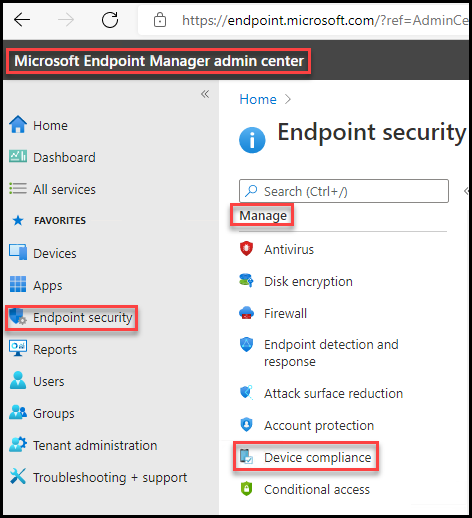 https://endpoint.microsoft.com/?ref=AdminCe
Microsoft Endpoint Manager admin center
Home
Dashboard
All services
FAVORITES
Devices
Apps
Endpoint security
Reports
Users
Groups
Tenant administration
Troubleshooting + support
Home
Endpoint security
Search (Ctrl+/)
Manage
Antivirus
Disk encryption
Firewall
Endpoint detection and
response
Attack surface reduction
Account protection
Device compliance
Conditional access